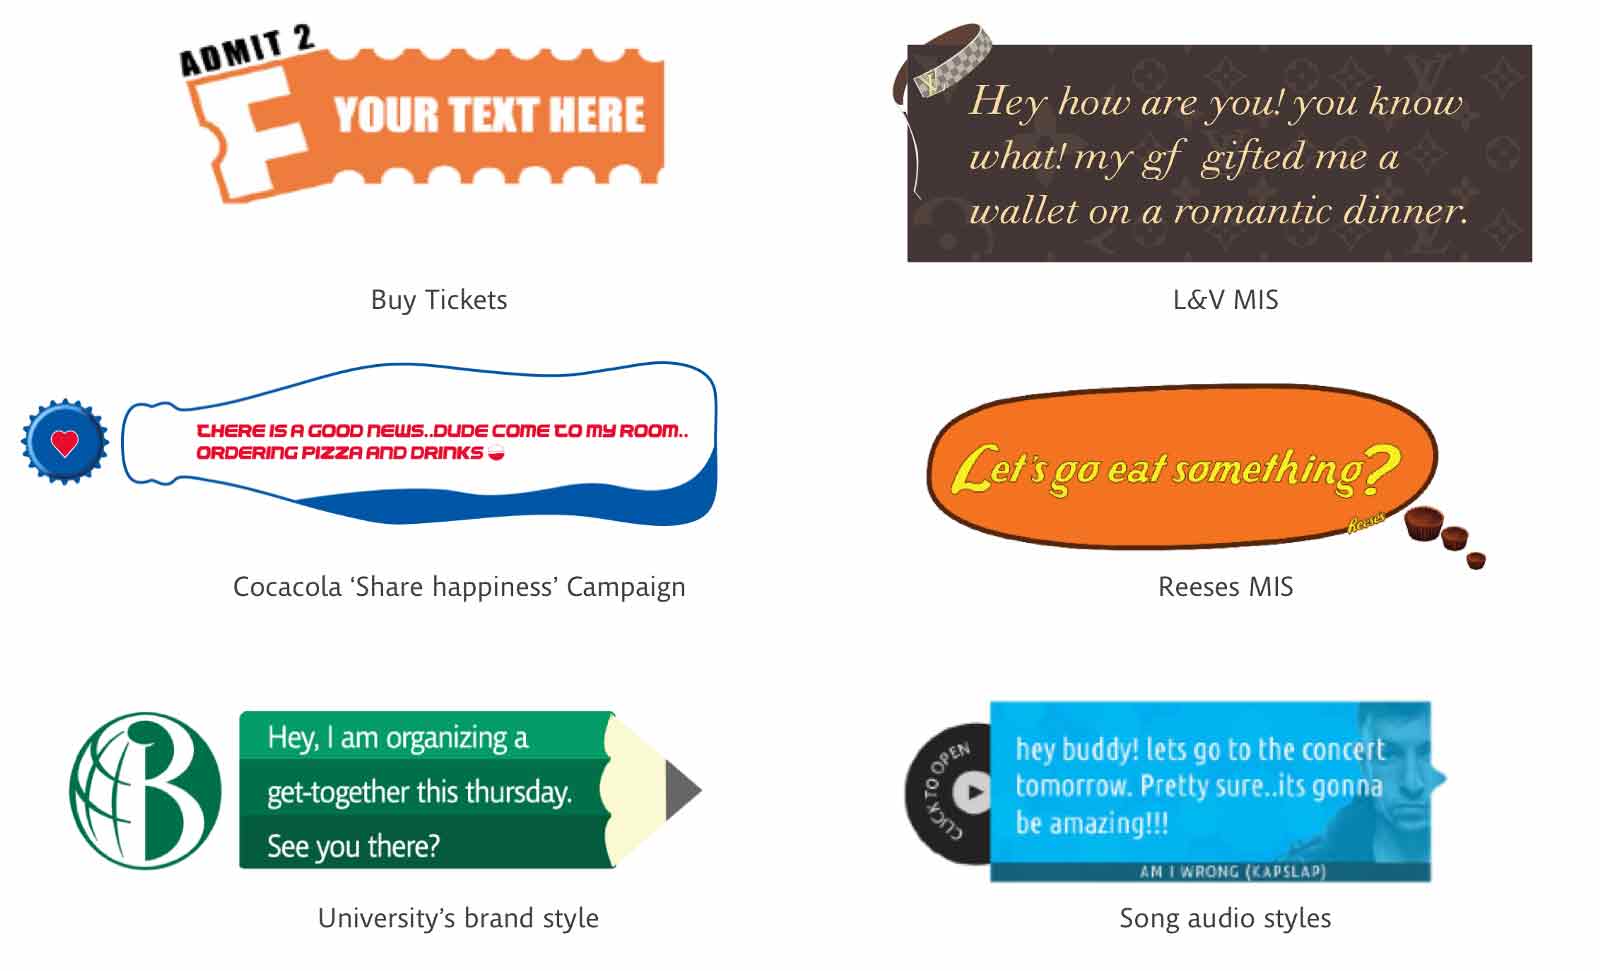 ADMIT 2
F YOUR TEXT HERE
Buy Tickets
Hey how are you! you know
what! my gf gifted me a
wallet on a romantic dinner.
L&V MIS
THERE IS A GOOD NEWS..DUDE COME TO MY ROOM..
ORDERING PIZZA AND DRINKS
Cocacola ‘Share happiness’ Campaign
Let's go eat something?
Reeses
Reeses MIS
B
Hey, I am organizing a
get-together this thursday.
See you there?
University’s brand style
CLICK TO OPEN
hey buddy! lets go to the concert
tomorrow. Pretty sure..its gonna
be amazing!!!
AM I WRONG (KAPSLAP)
Song audio styles